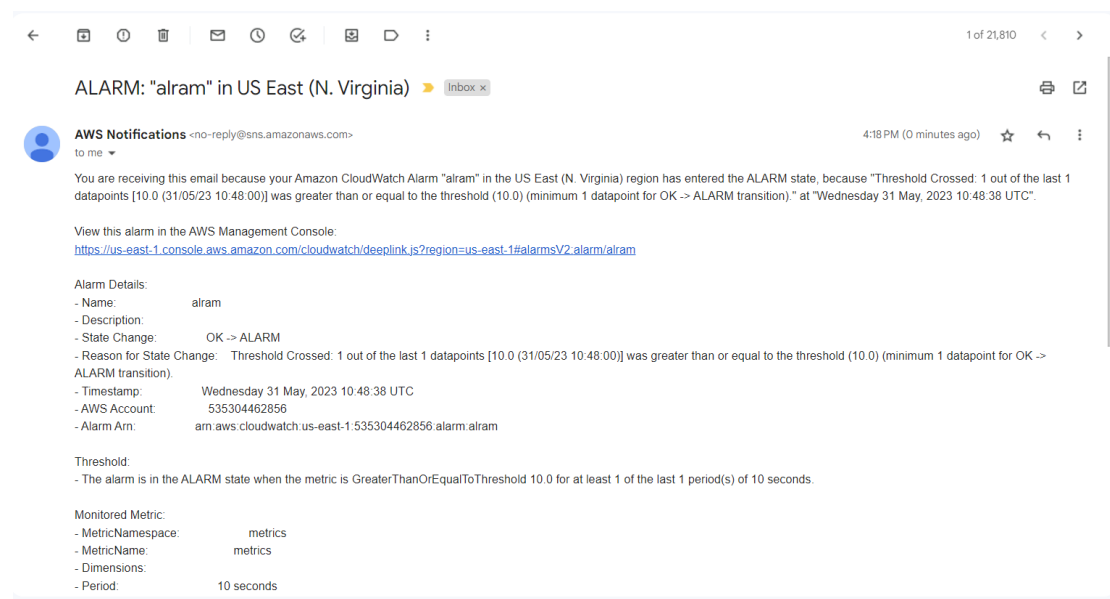 1 of 21,810
ALARM: "alram" in US East (N. Virginia) Inbox ×
AWS Notifications <no-reply@sns.amazonaws.com> 4:18 PM (0 minutes ago)
to me
You are receiving this email because your Amazon CloudWatch Alarm "alram" in the US East (N. Virginia) region has entered the ALARM state, because "Threshold Crossed: 1 out of the last 1
datapoints [10.0 (31/05/23 10:48:00)] was greater than or equal to the threshold (10.0) (minimum 1 datapoint for OK -> ALARM transition)." at "Wednesday 31 May, 2023 10:48:38 UTC".
View this alarm in the AWS Management Console:
https://us-east-1.console.aws.amazon.com/cloudwatch/deeplink.js?region=us-east-1#alarmsV2:alarm/alram
Alarm Details:
- Name: alram
- Description:
- State Change: OK -> ALARM
- Reason for State Change: Threshold Crossed: 1 out of the last 1 datapoints [10.0 (31/05/23 10:48:00)] was greater than or equal to the threshold (10.0) (minimum 1 datapoint for OK ->
ALARM transition).
- Timestamp: Wednesday 31 May, 2023 10:48:38 UTC
- AWS Account: 535304462856
- Alarm Arn: arn:aws:cloudwatch:us-east-1:535304462856:alarm:alram
Threshold:
- The alarm is in the ALARM state when the metric is GreaterThanOrEqualToThreshold 10.0 for at least 1 of the last 1 period(s) of 10 seconds.
Monitored Metric:
- MetricNamespace: metrics
- MetricName: metrics
- Dimensions:
- Period: 10 seconds